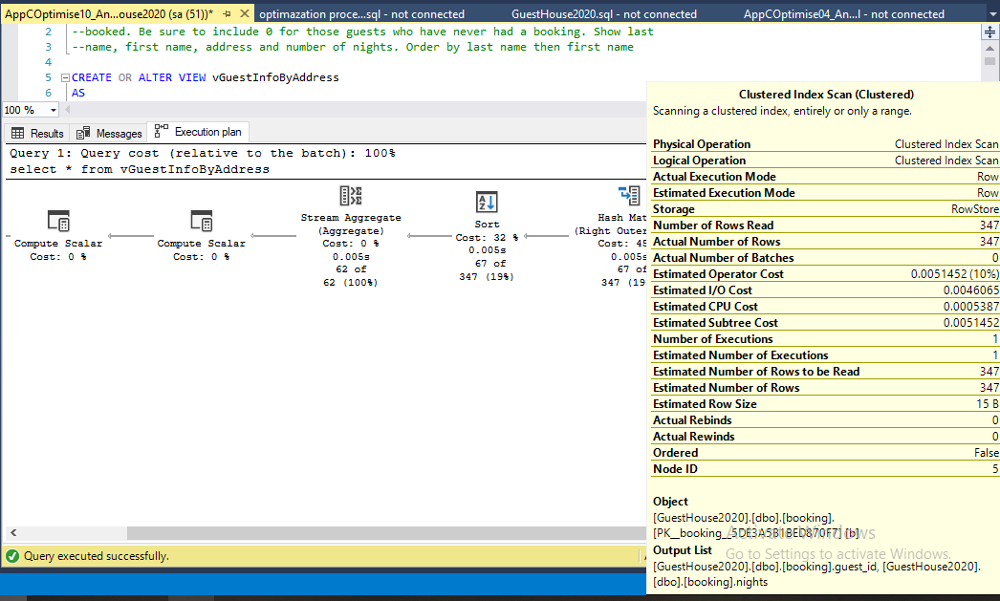 AppCOptimise10_An...ouse2020 (sa (51))*
optimazation proce...sql - not connected
GuestHouse2020.sql - not connected
AppCOptimise04_An...l - not connected
2 --booked. Be sure to include 0 for those guests who have never had a booking. Show last
3 --name, first name, address and number of nights. Order by last name then first name
4
5 CREATE OR ALTER VIEW vGuestInfoByAddress
6 AS
100 %
Results Messages Execution plan
Query 1: Query cost (relative to the batch): 100%
select * from vGuestInfoByAddress
Compute Scalar
Cost: 0 %
Compute Scalar
Cost: 0 %
Stream Aggregate
(Aggregate)
Cost: 0 %
0.005s
62 of
62 (100%)
Sort
Cost: 32 %
0.005s
67 of
347 (19%)
Hash Mat
(Right Outer
Cost: 45
0.005s
67 of
347 (19
Query executed successfully.
Clustered Index Scan (Clustered)
Scanning a clustered index, entirely or only a range.
Physical Operation Clustered Index Scan
Logical Operation Clustered Index Scan
Actual Execution Mode Row
Estimated Execution Mode Row
Storage RowStore
Number of Rows Read 347
Actual Number of Rows 347
Actual Number of Batches 0
Estimated Operator Cost 0.0051452 (10%)
Estimated I/O Cost 0.0046065
Estimated CPU Cost 0.0005387
Estimated Subtree Cost 0.0051452
Number of Executions 1
Estimated Number of Executions 1
Estimated Number of Rows to be Read 347
Estimated Number of Rows 347
Estimated Row Size 15 B
Actual Rebinds 0
Actual Rewinds 0
Ordered False
Node ID 5
Object
[GuestHouse2020].[dbo].[booking].
[b]
Output List
[GuestHouse2020].[dbo].[booking].guest_id, [GuestHouse2020].
[dbo].[booking].nights
Activate Windows
Go to Settings to activate Windows.